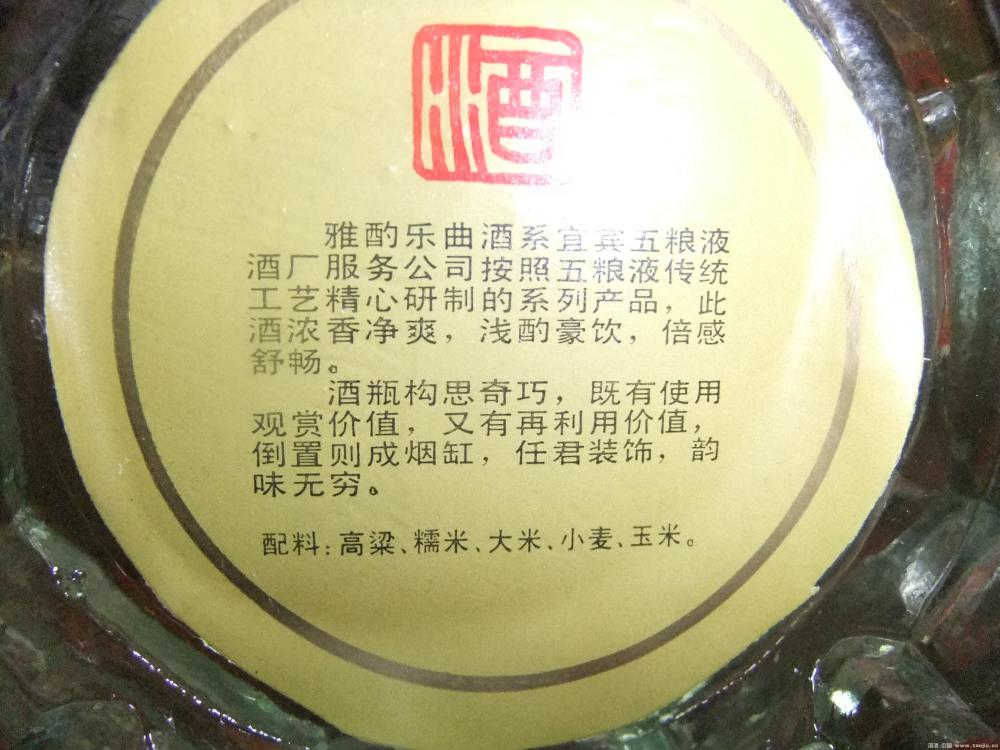 酒
雅酌乐曲酒系宜宾五粮液
酒厂服务公司按照五粮液传统
工艺精心研制的系列产品，此
酒浓香净爽，浅酌豪饮，倍感
舒畅。
酒瓶构思奇巧，既有使用
观赏价值，又有再利用价值，
倒置则成烟缸，任君装饰，韵
味无穷。
配料：高粱、糯米、大米、小麦、玉米。